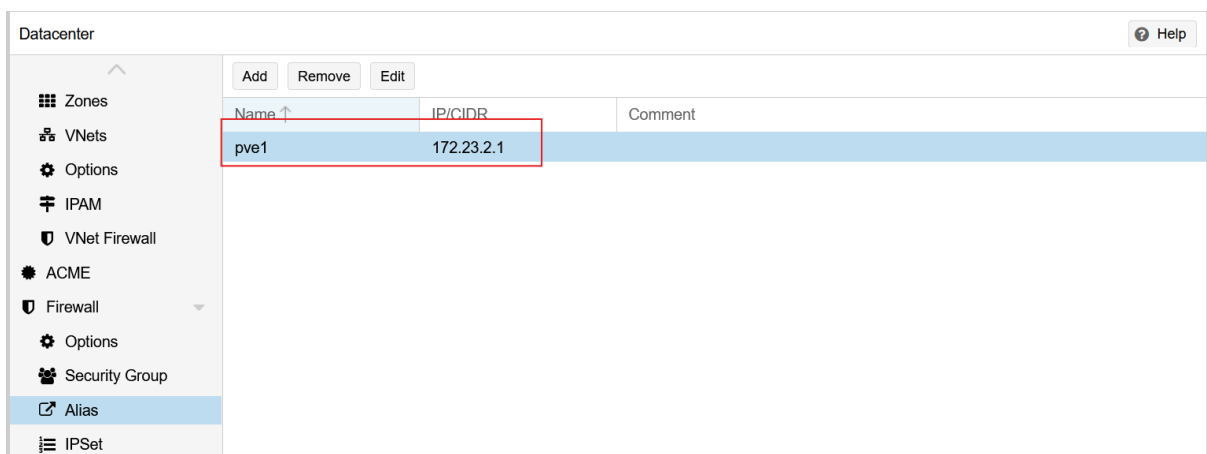 Datacenter
Help
Add Remove Edit
Zones
VNets
Options
IPAM
VNet Firewall
ACME
Firewall
Options
Security Group
Alias
IPSet
Name IP/CIDR Comment
pve1 172.23.2.1